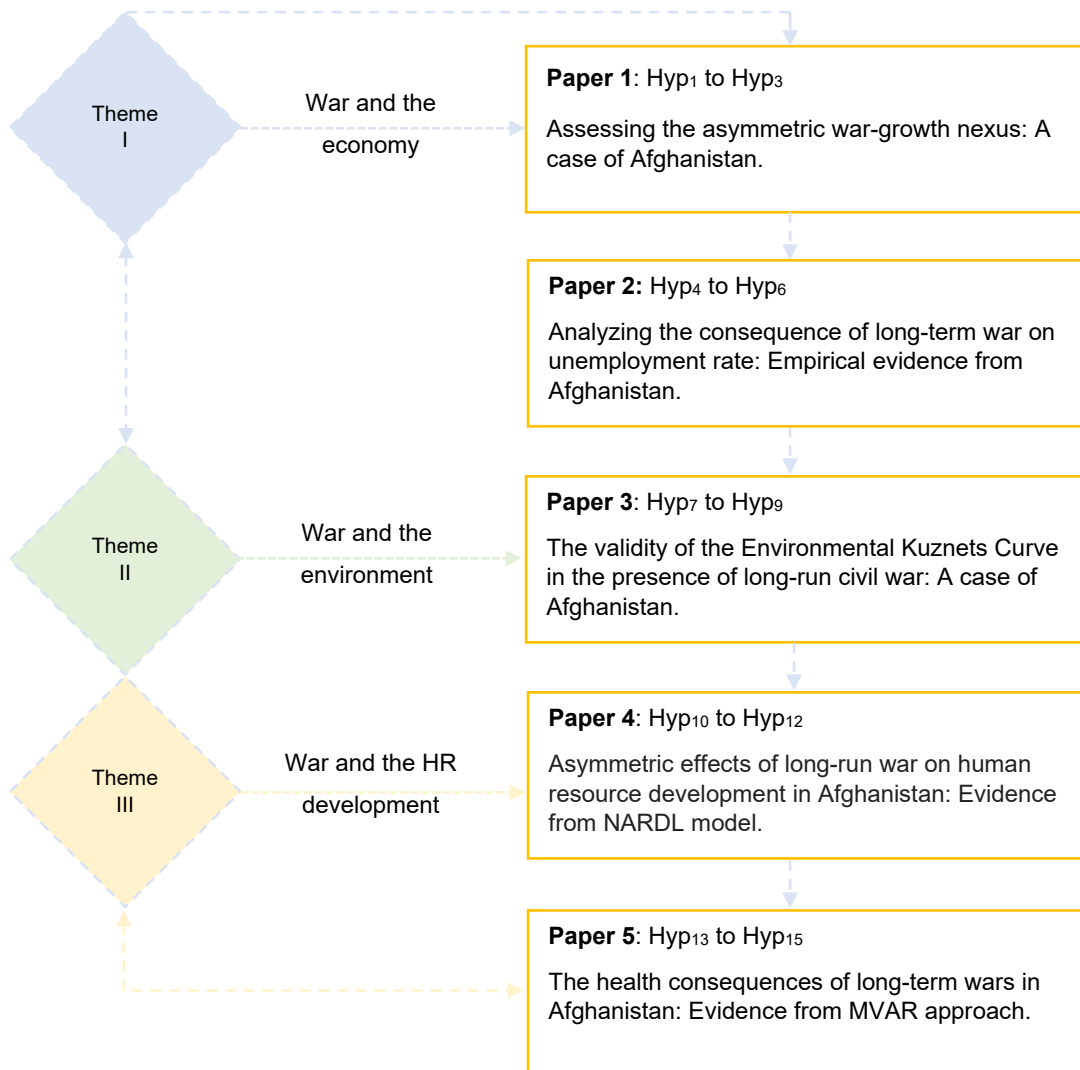 Theme
I
War and the
economy
Paper 1: Hyp₁ to Hyp₃
Assessing the asymmetric war-growth nexus: A
case of Afghanistan.
Paper 2: Hyp₄ to Hyp₆
Analyzing the consequence of long-term war on
unemployment rate: Empirical evidence from
Afghanistan.
Theme
II
War and the
environment
Paper 3: Hyp₇ to Hyp₉
The validity of the Environmental Kuznets Curve
in the presence of long-run civil war: A case of
Afghanistan.
Theme
III
War and the HR
development
Paper 4: Hyp₁₀ to Hyp₁₂
Asymmetric effects of long-run war on human
resource development in Afghanistan: Evidence
from NARDL model.
Paper 5: Hyp₁₃ to Hyp₁₅
The health consequences of long-term wars in
Afghanistan: Evidence from MVAR approach.